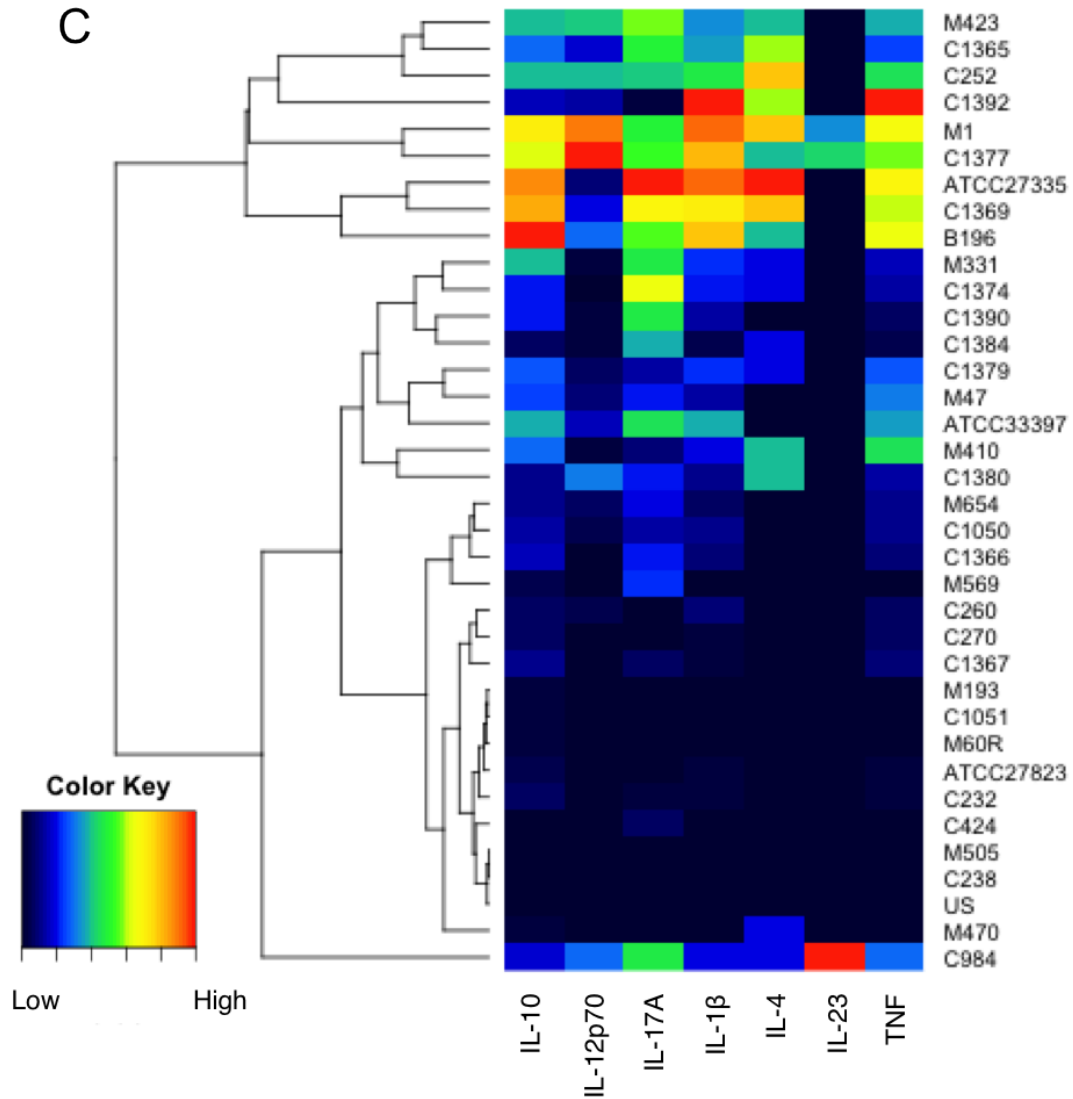 C
M423
C1365
C252
C1392
M1
C1377
ATCC27335
C1369
B196
M331
C1374
C1390
C1384
C1379
M47
ATCC33397
M410
C1380
M654
C1050
C1366
M569
C260
C270
C1367
M193
C1051
M60R
ATCC27823
C232
C424
M505
C238
US
M470
C984
Color Key
Low High
IL-10
IL-12p70
IL-17A
IL-1β
IL-4
IL-23
TNF